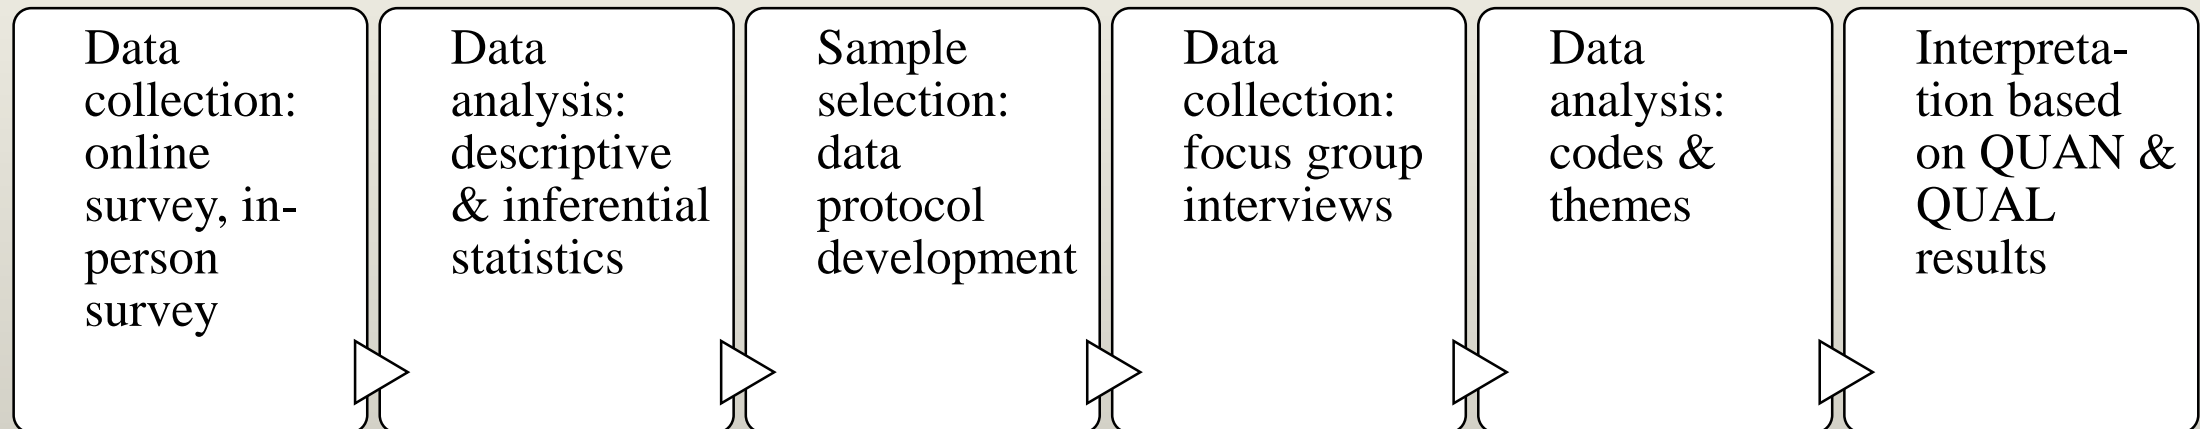 Data
collection:
online
survey, in-
person
survey
Data
analysis:
descriptive
& inferential
statistics
Sample
selection:
data
protocol
development
Data
collection:
focus group
interviews
Data
analysis:
codes &
themes
Interpreta-
tion based
on QUAN &
QUAL
results